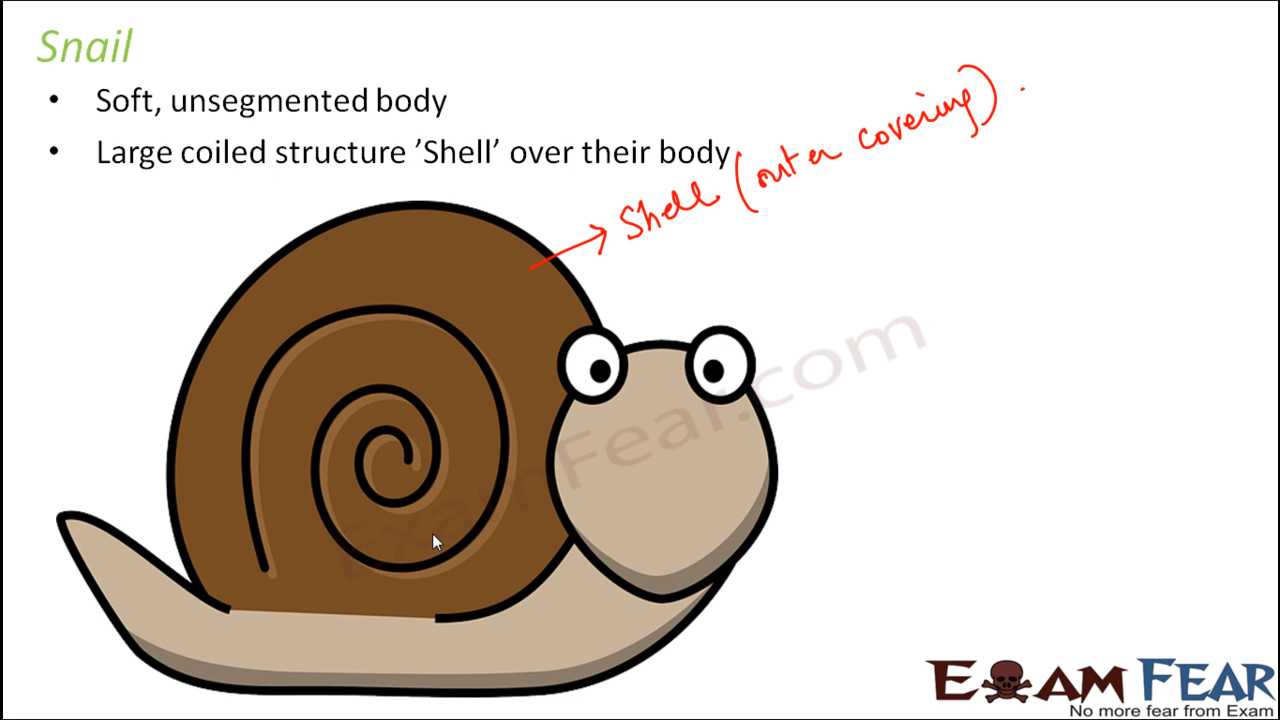 Snail
• Soft, unsegmented body
• Large coiled structure ’Shell’ over their body
→ Shell (outer covering).
ExamFear.com
EXAM FEAR
No more fear from Exam